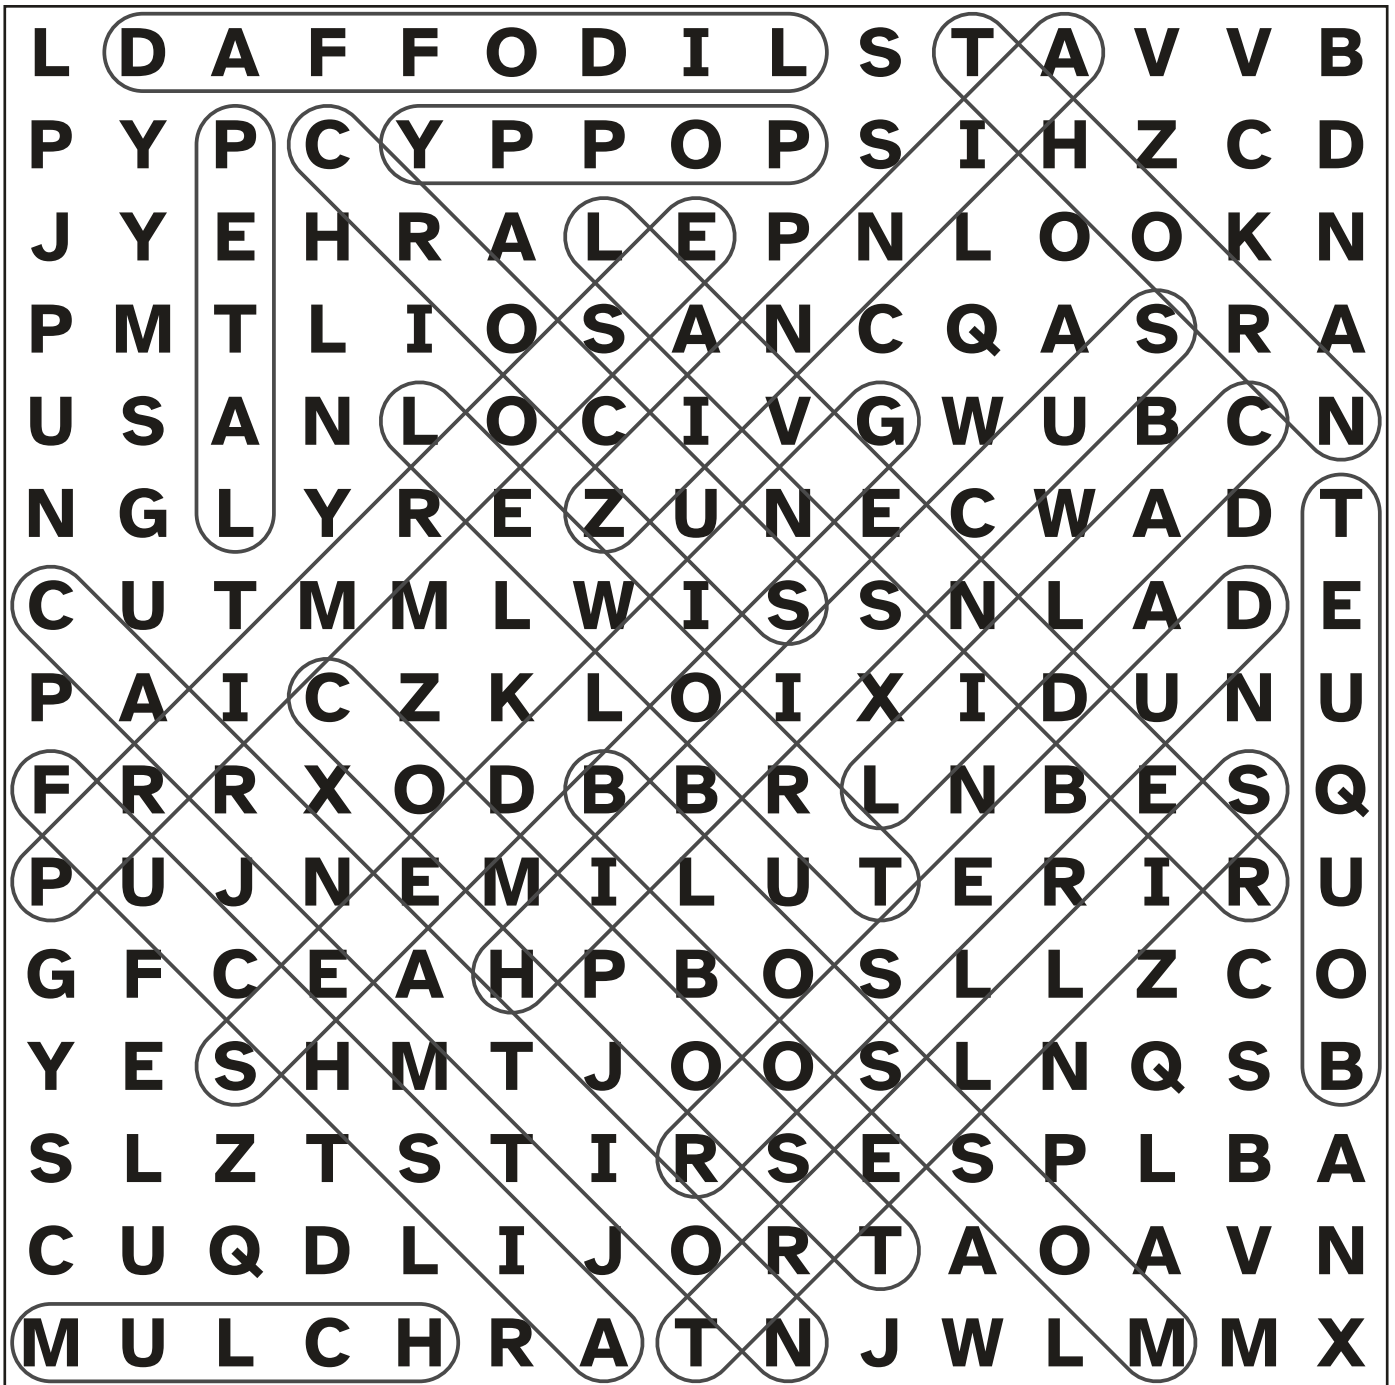 L D A F F O D I L S T A V V B
P Y P C Y P P O P S I H Z C D
J Y E H R A L E P N L O O K N
P M T L I O S A N C Q A S R A
U S A N L O C I V G W U B C N
N G L Y R E Z U N E C W A D T
C U T M M L W I S S N L A D E
P A I C Z K L O I X I D U N U
F R R X O D B B R L N B E S Q
P U J N E M I L U T E R I R U
G F C E A H P B O S L L Z C O
Y E S H M T J O O S L N Q S B
S L Z T S T I R S E S P L B A
C U Q D L I J O R T A O A V N
M U L C H R A T N J W L M M X